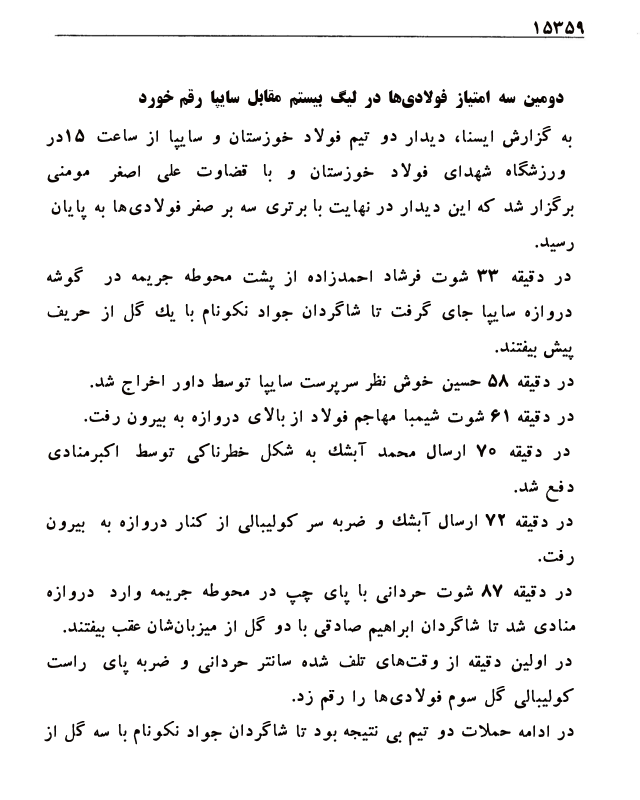 ۱۵۳۵۹
دومین سه امتیاز فولادی‌ها در لیگ بیستم مقابل سایپا رقم خورد
به گزارش ایسنا، دیدار دو تیم فولاد خوزستان و سایپا از ساعت ۱۵در
ورزشگاه شهدای فولاد خوزستان و با قضاوت علی اصغر مومنی
برگزار شد که این دیدار در نهایت با برتری سه بر صفر فولادی‌ها به پایان
رسید.
در دقیقه ۳۳ شوت فرشاد احمدزاده از پشت محوطه جریمه در گوشه
دروازه سایپا جای گرفت تا شاگردان جواد نکونام با یك گل از حریف
پیش بیفتند.
در دقیقه ۵۸ حسین خوش نظر سرپرست سایپا توسط داور اخراج شد.
در دقیقه ۶۱ شوت شیمبا مهاجم فولاد از بالای دروازه به بیرون رفت.
در دقیقه ۷۰ ارسال محمد آبشك به شکل خطرناکی توسط اکبرمنادی
دفع شد.
در دقیقه ۷۲ ارسال آبشك و ضربه سر کولیبالی از کنار دروازه به بیرون
رفت.
در دقیقه ۸۷ شوت حردانی با پای چپ در محوطه جریمه وارد دروازه
منادی شد تا شاگردان ابراهیم صادقی با دو گل از میزبان‌شان عقب بیفتند.
در اولین دقیقه از وقت‌های تلف شده سانتر حردانی و ضربه پای راست
کولیبالی گل سوم فولادی‌ها را رقم زد.
در ادامه حملات دو تیم بی نتیجه بود تا شاگردان جواد نکونام با سه گل از